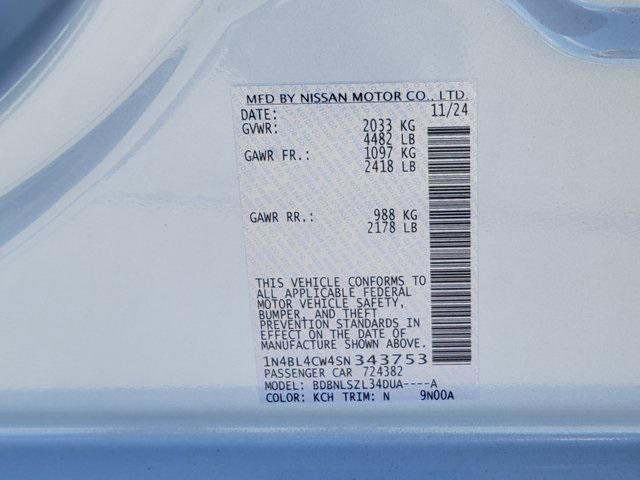 MFD BY NISSAN MOTOR CO., LTD.
DATE: 11/24
GVWR: 2033 KG
4482 LB
GAWR FR.: 1097 KG
2418 LB
GAWR RR.: 988 KG
2178 LB
THIS VEHICLE CONFORMS TO
ALL APPLICABLE FEDERAL
MOTOR VEHICLE SAFETY,
BUMPER, AND THEFT
PREVENTION STANDARDS IN
EFFECT ON THE DATE OF
MANUFACTURE SHOWN ABOVE.
1N4BL4CW4SN343753
PASSENGER CAR 724382
MODEL: BDBNLSZL34DUA----A
COLOR: KCH TRIM: N 9N00A